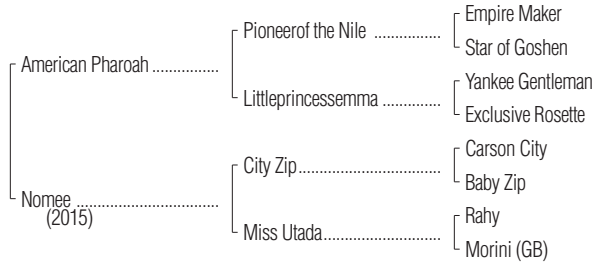 Empire Maker
Pioneerof the Nile ................
Star of Goshen
American Pharoah ................
Yankee Gentleman
Littleprincessemma ..............
Exclusive Rosette
Carson City
City Zip...................................
Baby Zip
Nomee ...................................
(2015)
Rahy
Miss Utada.............................
Morini (GB)